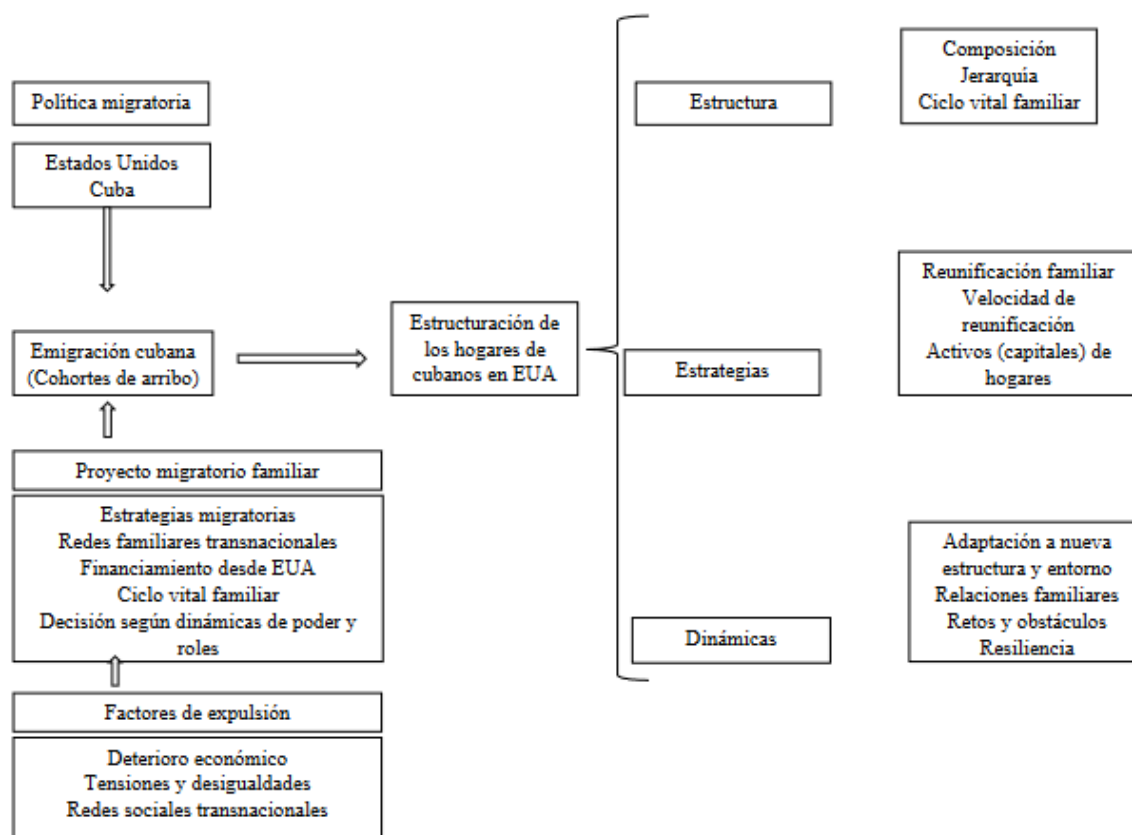 Política migratoria
Estados Unidos
Cuba
Emigración cubana
(Cohortes de arribo)
Proyecto migratorio familiar
Estrategias migratorias
Redes familiares transnacionales
Financiamiento desde EUA
Ciclo vital familiar
Decisión según dinámicas de poder y
roles
Factores de expulsión
Deterioro económico
Tensiones y desigualdades
Redes sociales transnacionales
Estructuración de
los hogares de
cubanos en EUA
Estructura
Composición
Jerarquía
Ciclo vital familiar
Estrategias
Reunificación familiar
Velocidad de
reunificación
Activos (capitales) de
hogares
Dinámicas
Adaptación a nueva
estructura y entorno
Relaciones familiares
Retos y obstáculos
Resiliencia